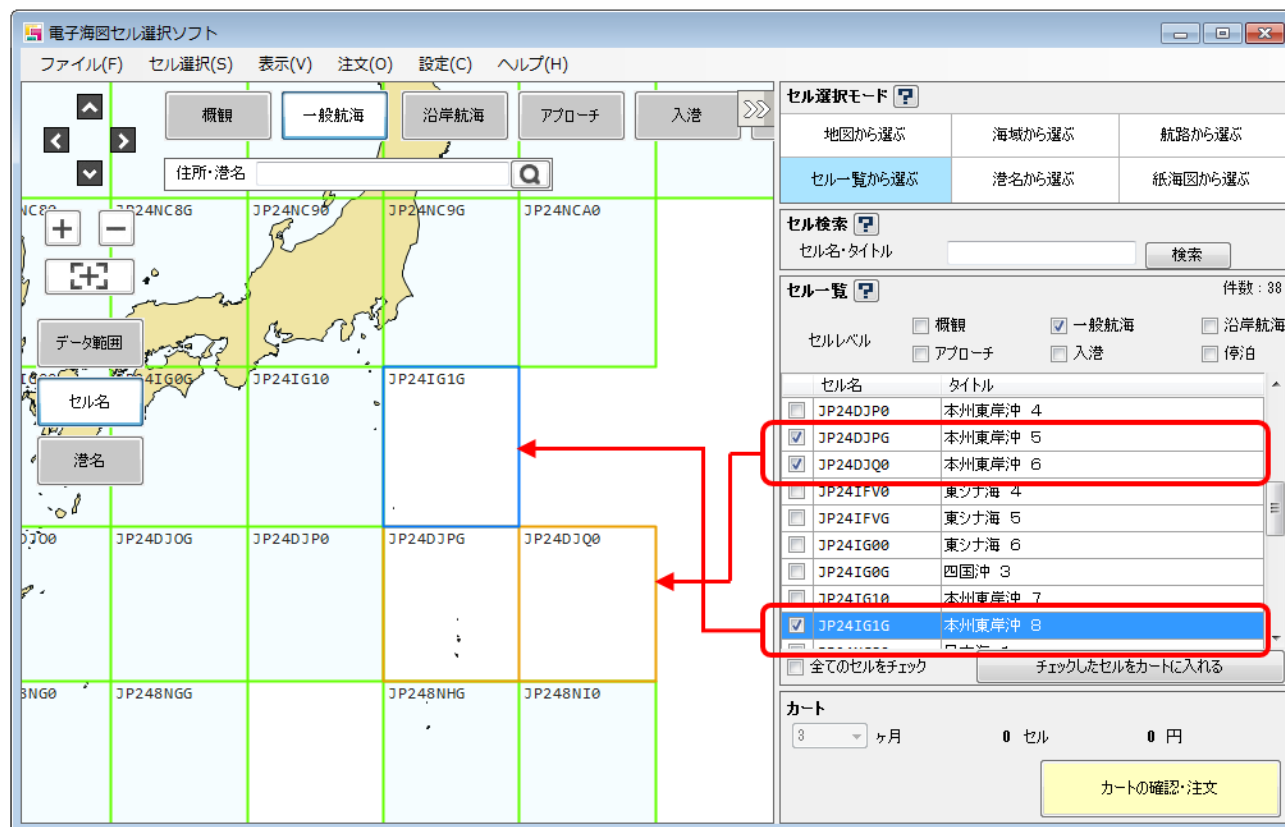 電子海図セル選択ソフト
ファイル(F) セル選択(S) 表示(V) 注文(O) 設定(C) ヘルプ(H)
概観 一般航海 沿岸航海 アプローチ 入港
住所・港名
JP24NC8G JP24NC90 JP24NC9G JP24NCA0
データ範囲
セル名
港名
JP24IG10 JP24IG1G
JP24DJOG JP24DJP0 JP24DJPG JP24DJQ0
JP248NGG JP248NHG JP248NI0
セル選択モード ?
地図から選ぶ 海域から選ぶ 航路から選ぶ
セル一覧から選ぶ 港名から選ぶ 紙海図から選ぶ
セル検索 ?
セル名・タイトル 検索
セル一覧 ? 件数 : 38
セルレベル
概観 一般航海 沿岸航海
アプローチ 入港 停泊
セル名 タイトル
JP24DJP0 本州東岸沖 4
JP24DJPG 本州東岸沖 5
JP24DJQ0 本州東岸沖 6
JP24IFV0 東シナ海 4
JP24IFVG 東シナ海 5
JP24IG00 東シナ海 6
JP24IG0G 四国沖 3
JP24IG10 本州東岸沖 7
JP24IG1G 本州東岸沖 8
全てのセルをチェック チェックしたセルをカートに入れる
カート
3 ヶ月 0 セル 0 円
カートの確認・注文